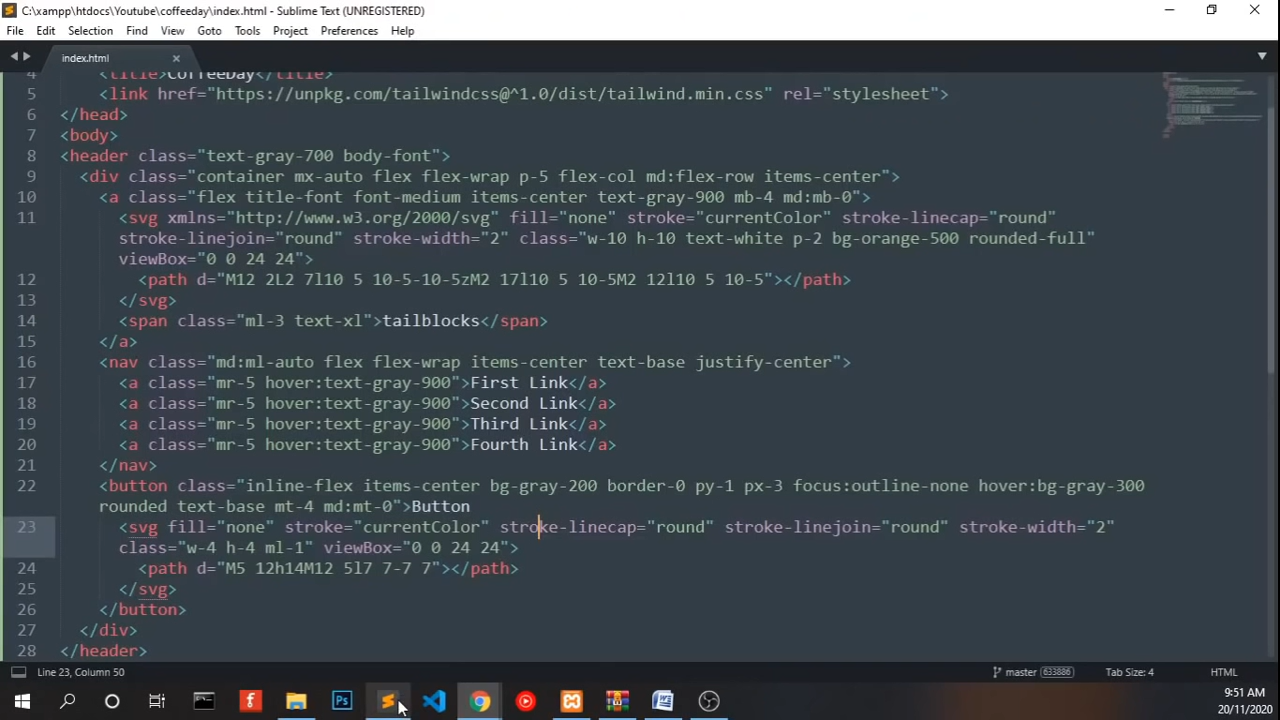 C:\xampp\htdocs\Youtube\coffeeday\index.html - Sublime Text (UNREGISTERED)
File Edit Selection Find View Goto Tools Project Preferences Help
index.html
4 <title>CoffeeDay</title>
5 <link href="https://unpkg.com/tailwindcss@^1.0/dist/tailwind.min.css" rel="stylesheet">
6 </head>
7 <body>
8 <header class="text-gray-700 body-font">
9 <div class="container mx-auto flex flex-wrap p-5 flex-col md:flex-row items-center">
10 <a class="flex title-font font-medium items-center text-gray-900 mb-4 md:mb-0">
11 <svg xmlns="http://www.w3.org/2000/svg" fill="none" stroke="currentColor" stroke-linecap="round"
stroke-linejoin="round" stroke-width="2" class="w-10 h-10 text-white p-2 bg-orange-500 rounded-full"
viewBox="0 0 24 24">
12 <path d="M12 2L2 7l10 5 10-5-10-5zM2 17l10 5 10-5M2 12l10 5 10-5"></path>
13 </svg>
14 <span class="ml-3 text-xl">tailblocks</span>
15 </a>
16 <nav class="md:ml-auto flex flex-wrap items-center text-base justify-center">
17 <a class="mr-5 hover:text-gray-900">First Link</a>
18 <a class="mr-5 hover:text-gray-900">Second Link</a>
19 <a class="mr-5 hover:text-gray-900">Third Link</a>
20 <a class="mr-5 hover:text-gray-900">Fourth Link</a>
21 </nav>
22 <button class="inline-flex items-center bg-gray-200 border-0 py-1 px-3 focus:outline-none hover:bg-gray-300
rounded text-base mt-4 md:mt-0">Button
23 <svg fill="none" stroke="currentColor" stroke-linecap="round" stroke-linejoin="round" stroke-width="2"
class="w-4 h-4 ml-1" viewBox="0 0 24 24">
24 <path d="M5 12h14M12 5l7 7-7 7"></path>
25 </svg>
26 </button>
27 </div>
28 </header>
Line 23, Column 50 master 633886 Tab Size: 4 HTML
9:51 AM
20/11/2020